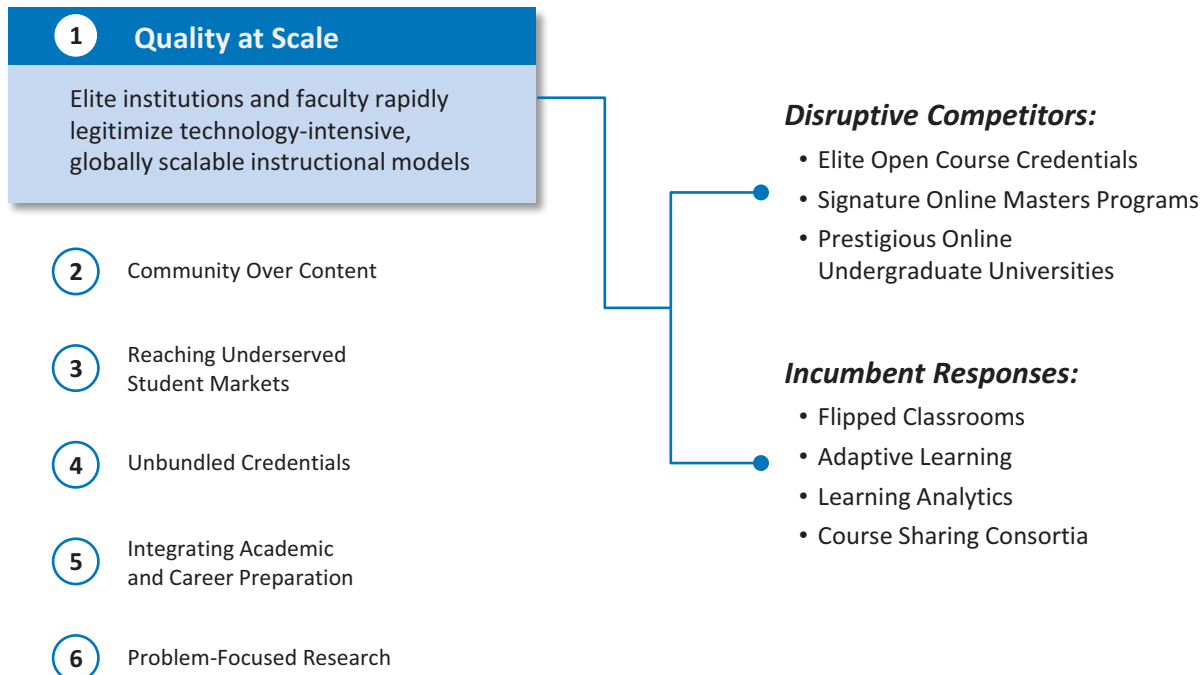 1 Quality at Scale
Elite institutions and faculty rapidly
legitimize technology-intensive,
globally scalable instructional models
2 Community Over Content
3 Reaching Underserved
Student Markets
4 Unbundled Credentials
5 Integrating Academic
and Career Preparation
6 Problem-Focused Research
Disruptive Competitors:
• Elite Open Course Credentials
• Signature Online Masters Programs
• Prestigious Online
Undergraduate Universities
Incumbent Responses:
• Flipped Classrooms
• Adaptive Learning
• Learning Analytics
• Course Sharing Consortia